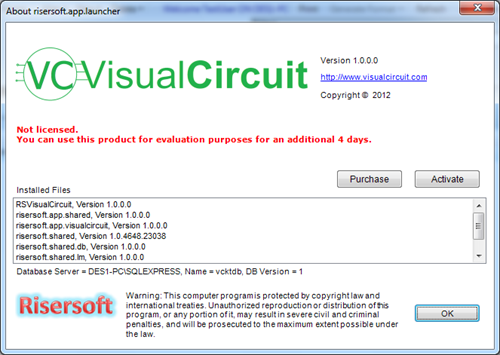 About risersoft.app.launcher
VC VisualCircuit
Version 1.0.0.0
http://www.visualcircuit.com
Copyright © 2012
Not licensed.
You can use this product for evaluation purposes for an additional 4 days.
Purchase
Activate
Installed Files
RSVisualCircuit, Version 1.0.0.0
risersoft.app.shared, Version 1.0.0.0
risersoft.app.visualcircuit, Version 1.0.0.0
risersoft.shared, Version 1.0.4648.23038
risersoft.shared.db, Version 1.0.0.0
risersoft.shared.lm, Version 1.0.0.0
Database Server = DES1-PC\SQLEXPRESS, Name = vcktdb, DB Version = 1
Risersoft
Warning: This computer program is protected by copyright law and
international treaties. Unauthorized reproduction or distribution of this
program, or any portion of it, may result in severe civil and criminal
penalties, and will be prosecuted to the maximum extent possible under
the law.
OK